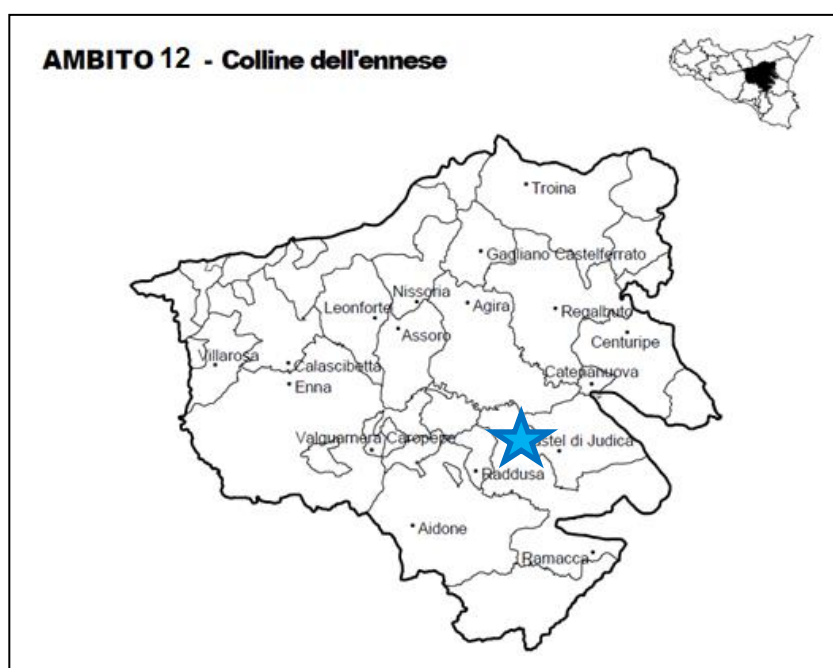 AMBITO 12 - Colline dell'ennese
Troina
Gagliano Castelferrato
Nissoria
Agira
Leonforte
Regalbuto
Assoro
Centuripe
Villarosa
Calascibetta
Catenanuova
Enna
Valguarnera Caropepe
astel di Judica
Raddusa
Aidone
Ramacca